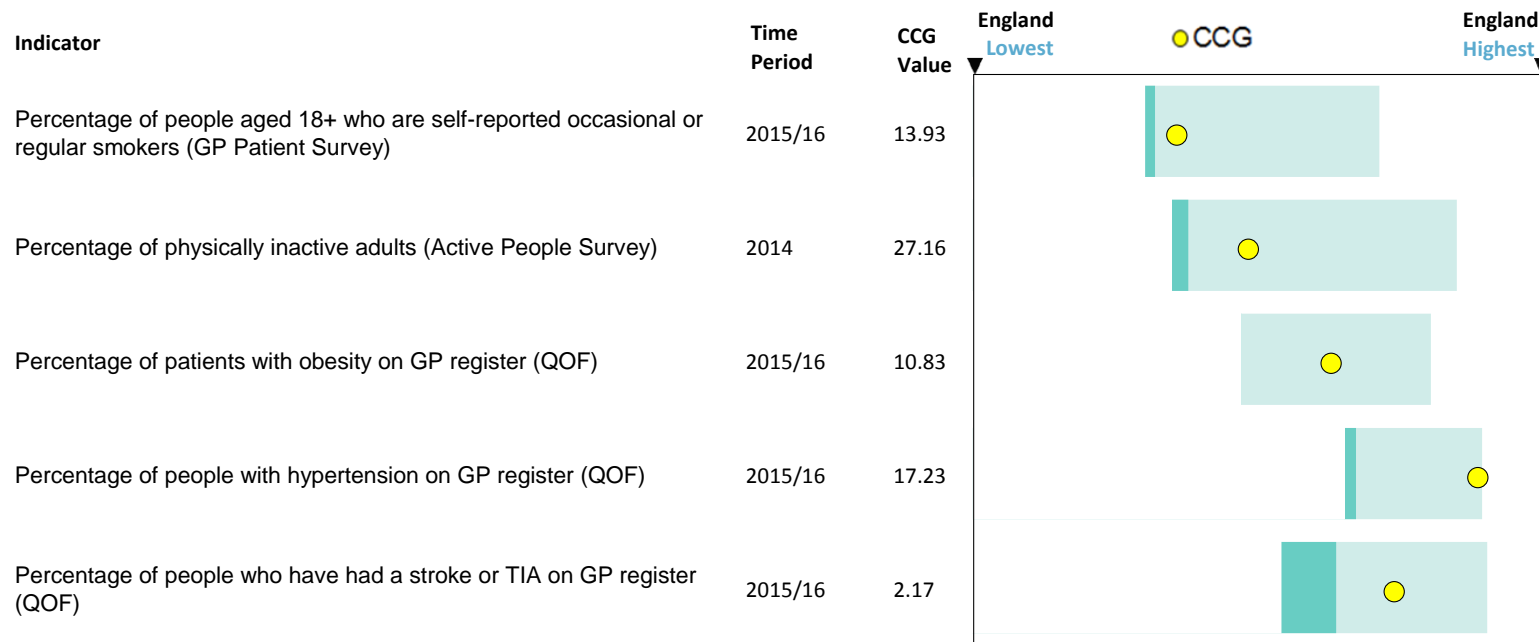 Indicator
Time
Period
CCG
Value
England
Lowest
CCG
England
Highest
Percentage of people aged 18+ who are self-reported occasional or
regular smokers (GP Patient Survey)
2015/16
13.93
Percentage of physically inactive adults (Active People Survey)
2014
27.16
Percentage of patients with obesity on GP register (QOF)
2015/16
10.83
Percentage of people with hypertension on GP register (QOF)
2015/16
17.23
Percentage of people who have had a stroke or TIA on GP register
(QOF)
2015/16
2.17